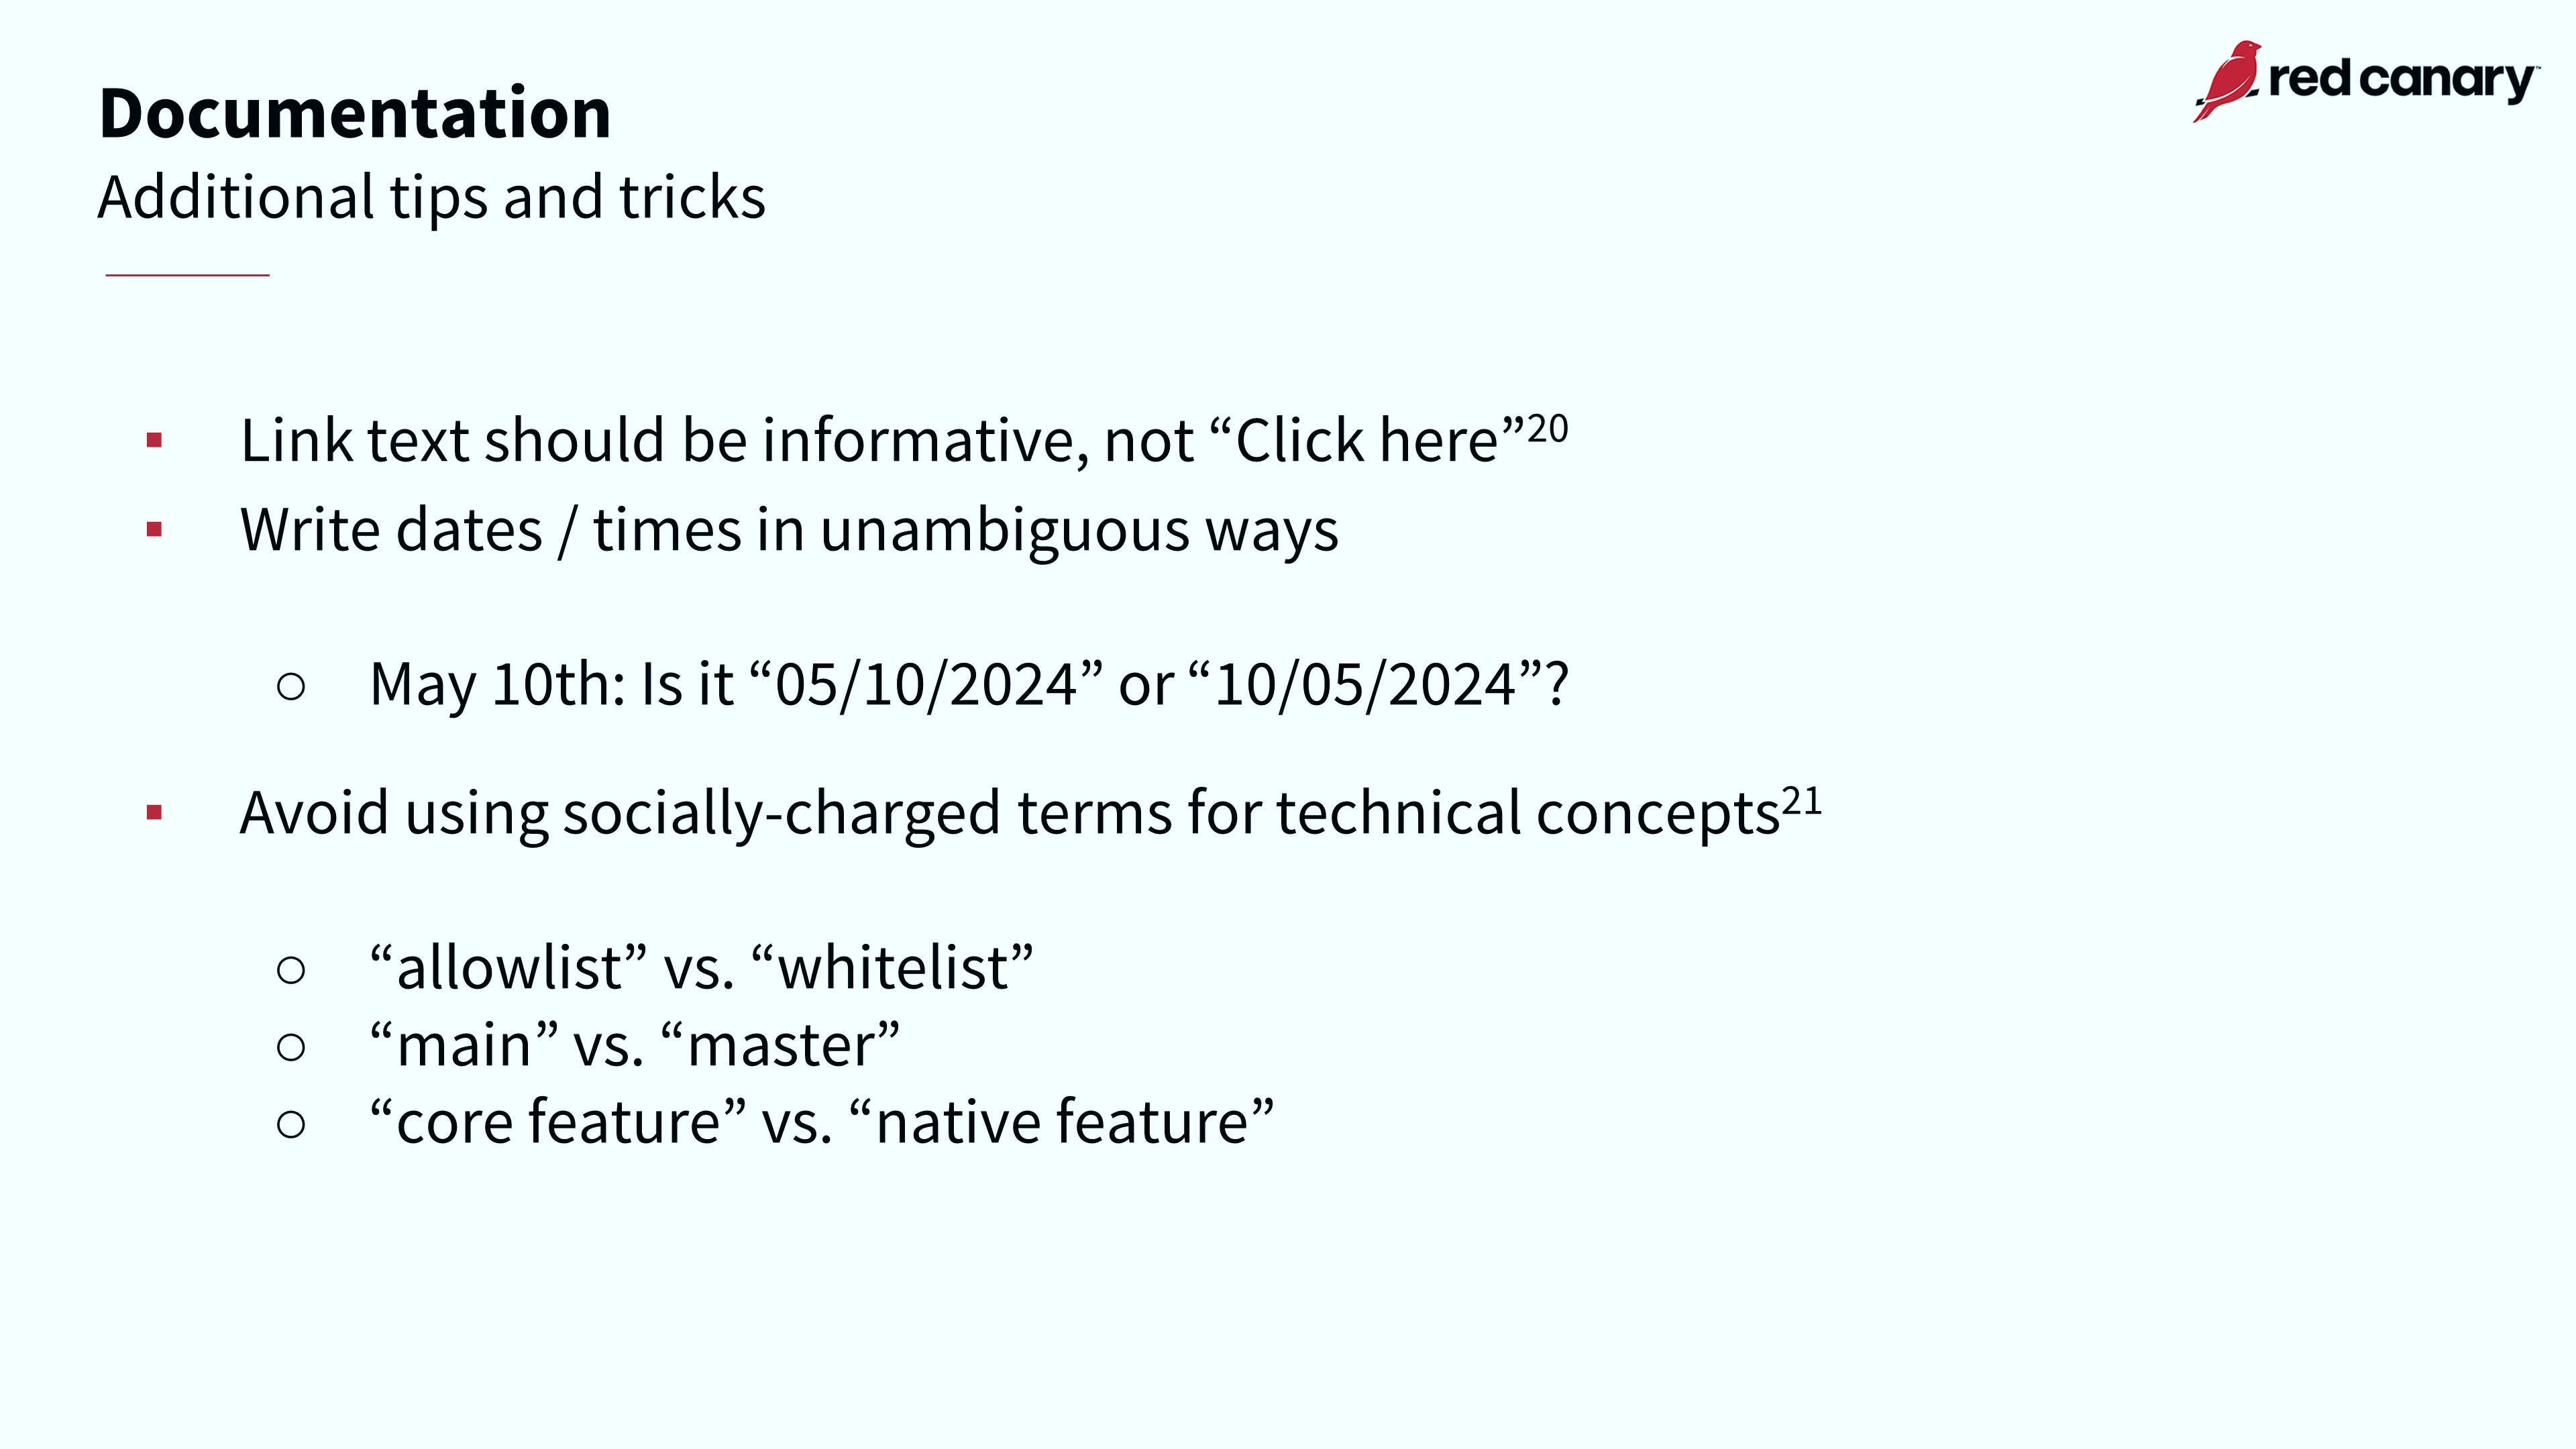 Documentation
Additional tips and tricks
red canary™
▪ Link text should be informative, not “Click here”²⁰
▪ Write dates / times in unambiguous ways
○ May 10th: Is it “05/10/2024” or “10/05/2024”?
▪ Avoid using socially-charged terms for technical concepts²¹
○ “allowlist” vs. “whitelist”
○ “main” vs. “master”
○ “core feature” vs. “native feature”